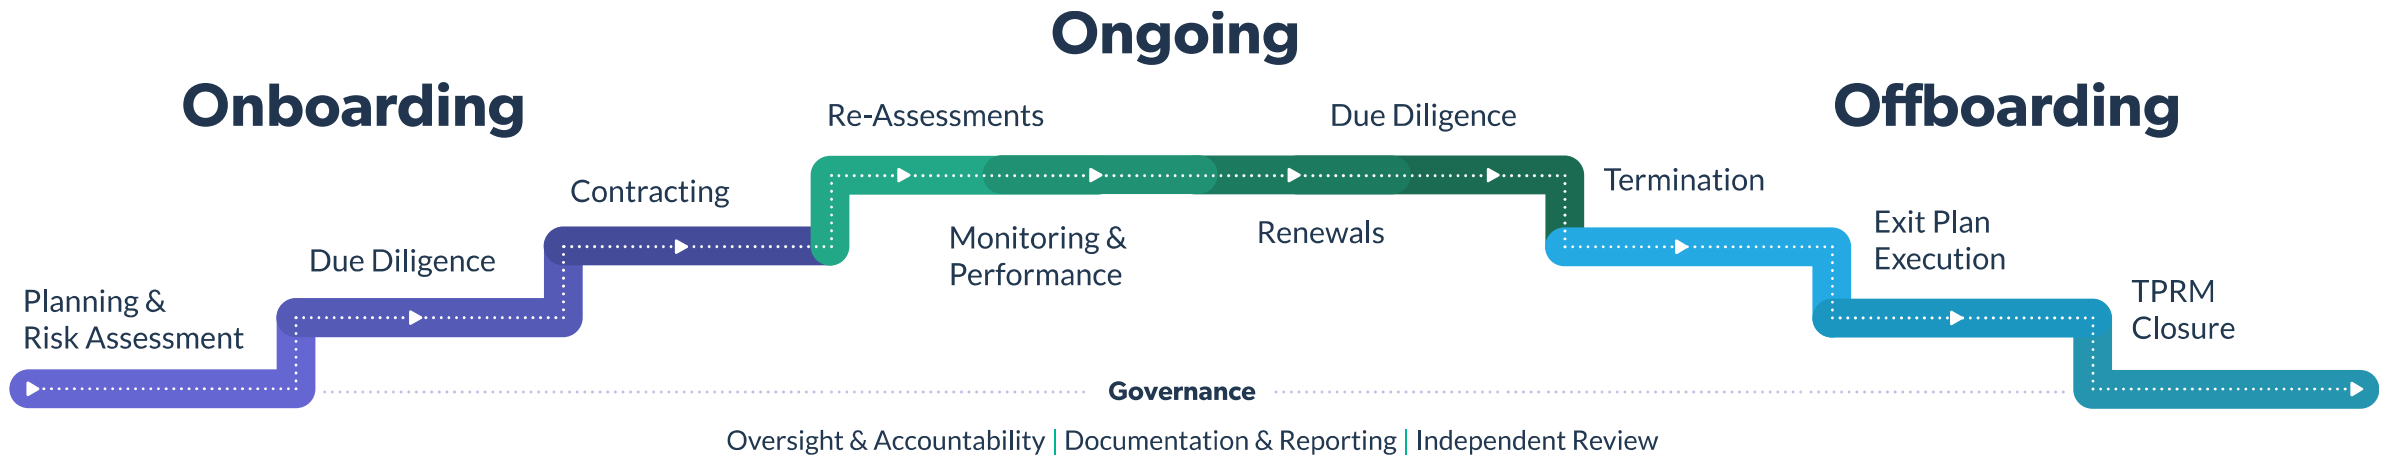 Ongoing
Onboarding
Offboarding
Planning &
Risk Assessment
Due Diligence
Contracting
Re-Assessments
Monitoring &
Performance
Renewals
Due Diligence
Termination
Exit Plan
Execution
TPRM
Closure
Governance
Oversight & Accountability | Documentation & Reporting | Independent Review